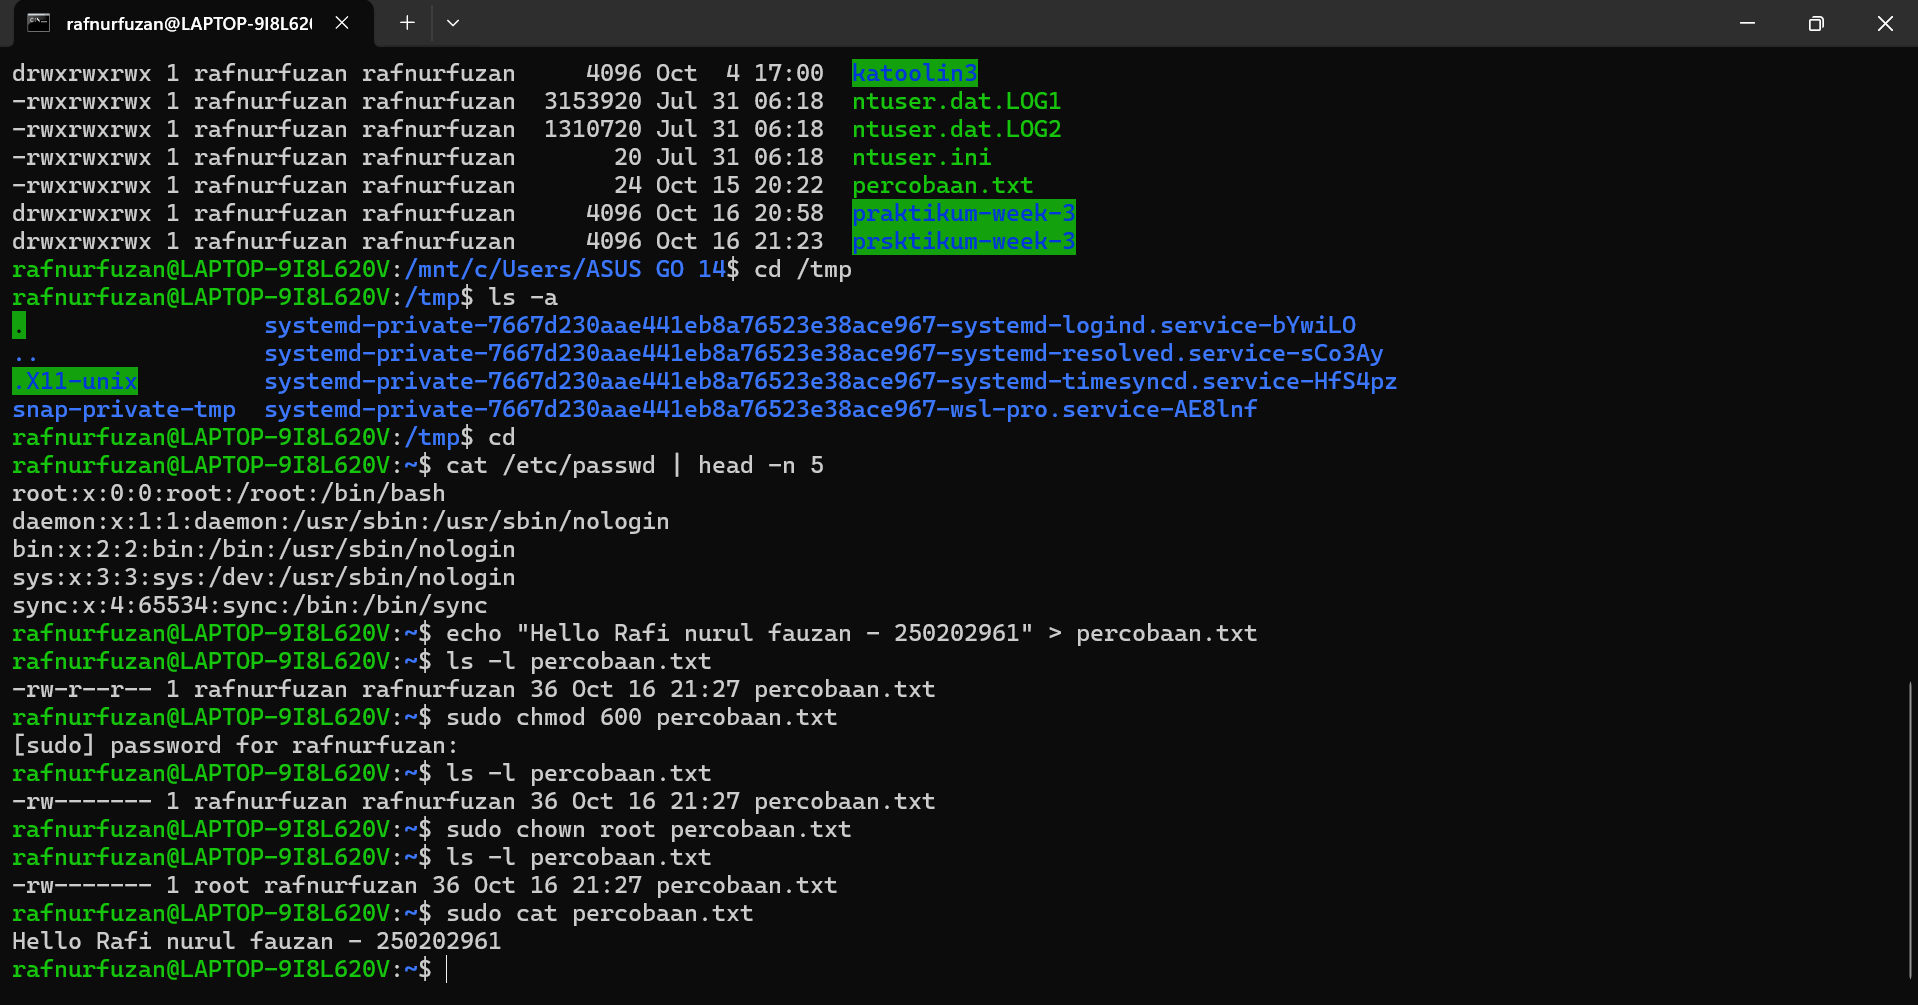 rafnurfuzan@LAPTOP-9I8L620
drwxrwxrwx 1 rafnurfuzan rafnurfuzan     4096 Oct  4 17:00  katoolin3
-rwxrwxrwx 1 rafnurfuzan rafnurfuzan  3153920 Jul 31 06:18  ntuser.dat.LOG1
-rwxrwxrwx 1 rafnurfuzan rafnurfuzan  1310720 Jul 31 06:18  ntuser.dat.LOG2
-rwxrwxrwx 1 rafnurfuzan rafnurfuzan       20 Jul 31 06:18  ntuser.ini
-rwxrwxrwx 1 rafnurfuzan rafnurfuzan       24 Oct 15 20:22  percobaan.txt
drwxrwxrwx 1 rafnurfuzan rafnurfuzan     4096 Oct 16 20:58  praktikum-week-3
drwxrwxrwx 1 rafnurfuzan rafnurfuzan     4096 Oct 16 21:23  prsktikum-week-3
rafnurfuzan@LAPTOP-9I8L620V:/mnt/c/Users/ASUS GO 14$ cd /tmp
rafnurfuzan@LAPTOP-9I8L620V:/tmp$ ls -a
.                 systemd-private-7667d230aae441eb8a76523e38ace967-systemd-logind.service-bYwiLO
..                systemd-private-7667d230aae441eb8a76523e38ace967-systemd-resolved.service-sCo3Ay
.X11-unix         systemd-private-7667d230aae441eb8a76523e38ace967-systemd-timesyncd.service-HfS4pz
snap-private-tmp  systemd-private-7667d230aae441eb8a76523e38ace967-wsl-pro.service-AE8lnf
rafnurfuzan@LAPTOP-9I8L620V:/tmp$ cd
rafnurfuzan@LAPTOP-9I8L620V:~$ cat /etc/passwd | head -n 5
root:x:0:0:root:/root:/bin/bash
daemon:x:1:1:daemon:/usr/sbin:/usr/sbin/nologin
bin:x:2:2:bin:/bin:/usr/sbin/nologin
sys:x:3:3:sys:/dev:/usr/sbin/nologin
sync:x:4:65534:sync:/bin:/bin/sync
rafnurfuzan@LAPTOP-9I8L620V:~$ echo "Hello Rafi nurul fauzan - 250202961" > percobaan.txt
rafnurfuzan@LAPTOP-9I8L620V:~$ ls -l percobaan.txt
-rw-r--r-- 1 rafnurfuzan rafnurfuzan 36 Oct 16 21:27 percobaan.txt
rafnurfuzan@LAPTOP-9I8L620V:~$ sudo chmod 600 percobaan.txt
[sudo] password for rafnurfuzan:
rafnurfuzan@LAPTOP-9I8L620V:~$ ls -l percobaan.txt
-rw------- 1 rafnurfuzan rafnurfuzan 36 Oct 16 21:27 percobaan.txt
rafnurfuzan@LAPTOP-9I8L620V:~$ sudo chown root percobaan.txt
rafnurfuzan@LAPTOP-9I8L620V:~$ ls -l percobaan.txt
-rw------- 1 root rafnurfuzan 36 Oct 16 21:27 percobaan.txt
rafnurfuzan@LAPTOP-9I8L620V:~$ sudo cat percobaan.txt
Hello Rafi nurul fauzan - 250202961
rafnurfuzan@LAPTOP-9I8L620V:~$